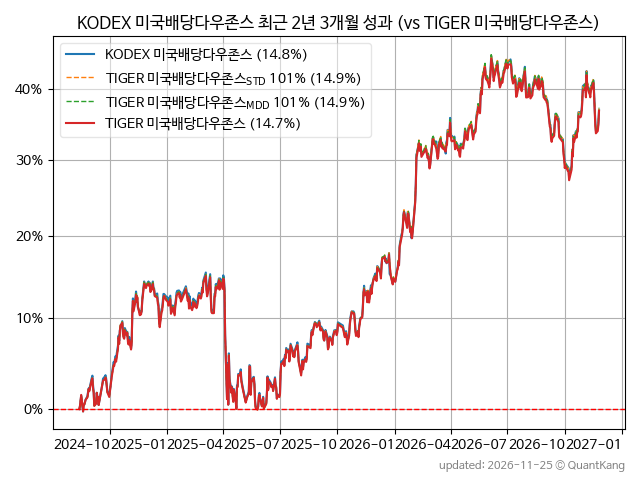 KODEX 미국배당다우존스 최근 2년 3개월 성과 (vs TIGER 미국배당다우존스)
KODEX 미국배당다우존스 (14.8%)
TIGER 미국배당다우존스STD 101% (14.9%)
TIGER 미국배당다우존스MDD 101% (14.9%)
TIGER 미국배당다우존스 (14.7%)
40%
30%
20%
10%
0%
2024-10 2025-01 2025-04 2025-07 2025-10 2026-01 2026-04 2026-07 2026-10 2027-01
updated: 2026-11-25 © QuantKang